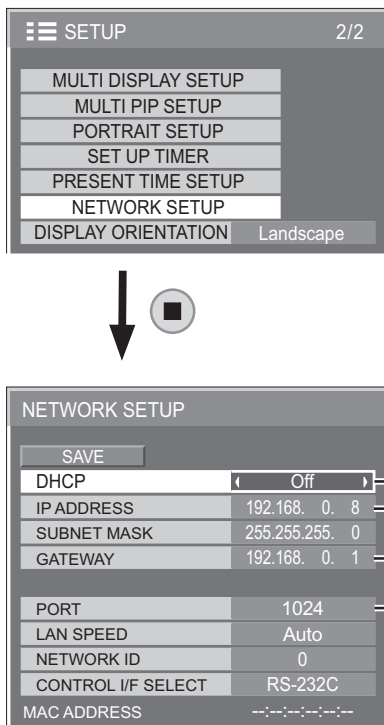 SETUP 2/2
MULTI DISPLAY SETUP
MULTI PIP SETUP
PORTRAIT SETUP
SET UP TIMER
PRESENT TIME SETUP
NETWORK SETUP
DISPLAY ORIENTATION Landscape
NETWORK SETUP
SAVE
DHCP Off
IP ADDRESS 192.168. 0. 8
SUBNET MASK 255.255.255. 0
GATEWAY 192.168. 0. 1
PORT 1024
LAN SPEED Auto
NETWORK ID 0
CONTROL I/F SELECT RS-232C
MAC ADDRESS --:--:--:--:--:--